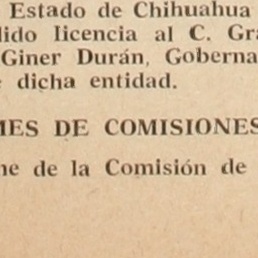 Estado de Chihuahua
dido licencia al C. Gra
Giner Durán, Goberna
e dicha entidad.
MES DE COMISIONES
ne de la Comisión de